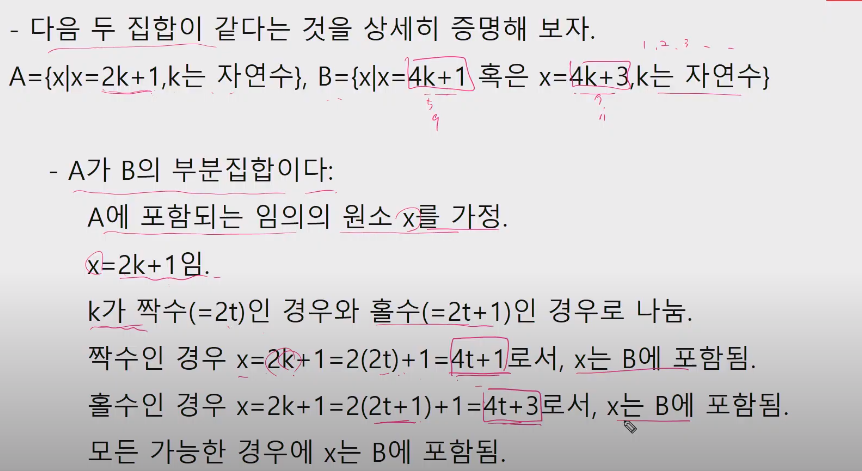 - 다음 두 집합이 같다는 것을 상세히 증명해 보자.
1, 2, 3 - -
A={x|x=2k+1,k는 자연수}, B={x|x=4k+1 혹은 x=4k+3,k는 자연수}
5
9
11
- A가 B의 부분집합이다:
A에 포함되는 임의의 원소 x를 가정.
x=2k+1임.
k가 짝수(=2t)인 경우와 홀수(=2t+1)인 경우로 나눔.
짝수인 경우 x=2k+1=2(2t)+1=4t+1로서, x는 B에 포함됨.
홀수인 경우 x=2k+1=2(2t+1)+1=4t+3로서, x는 B에 포함됨.
모든 가능한 경우에 x는 B에 포함됨.